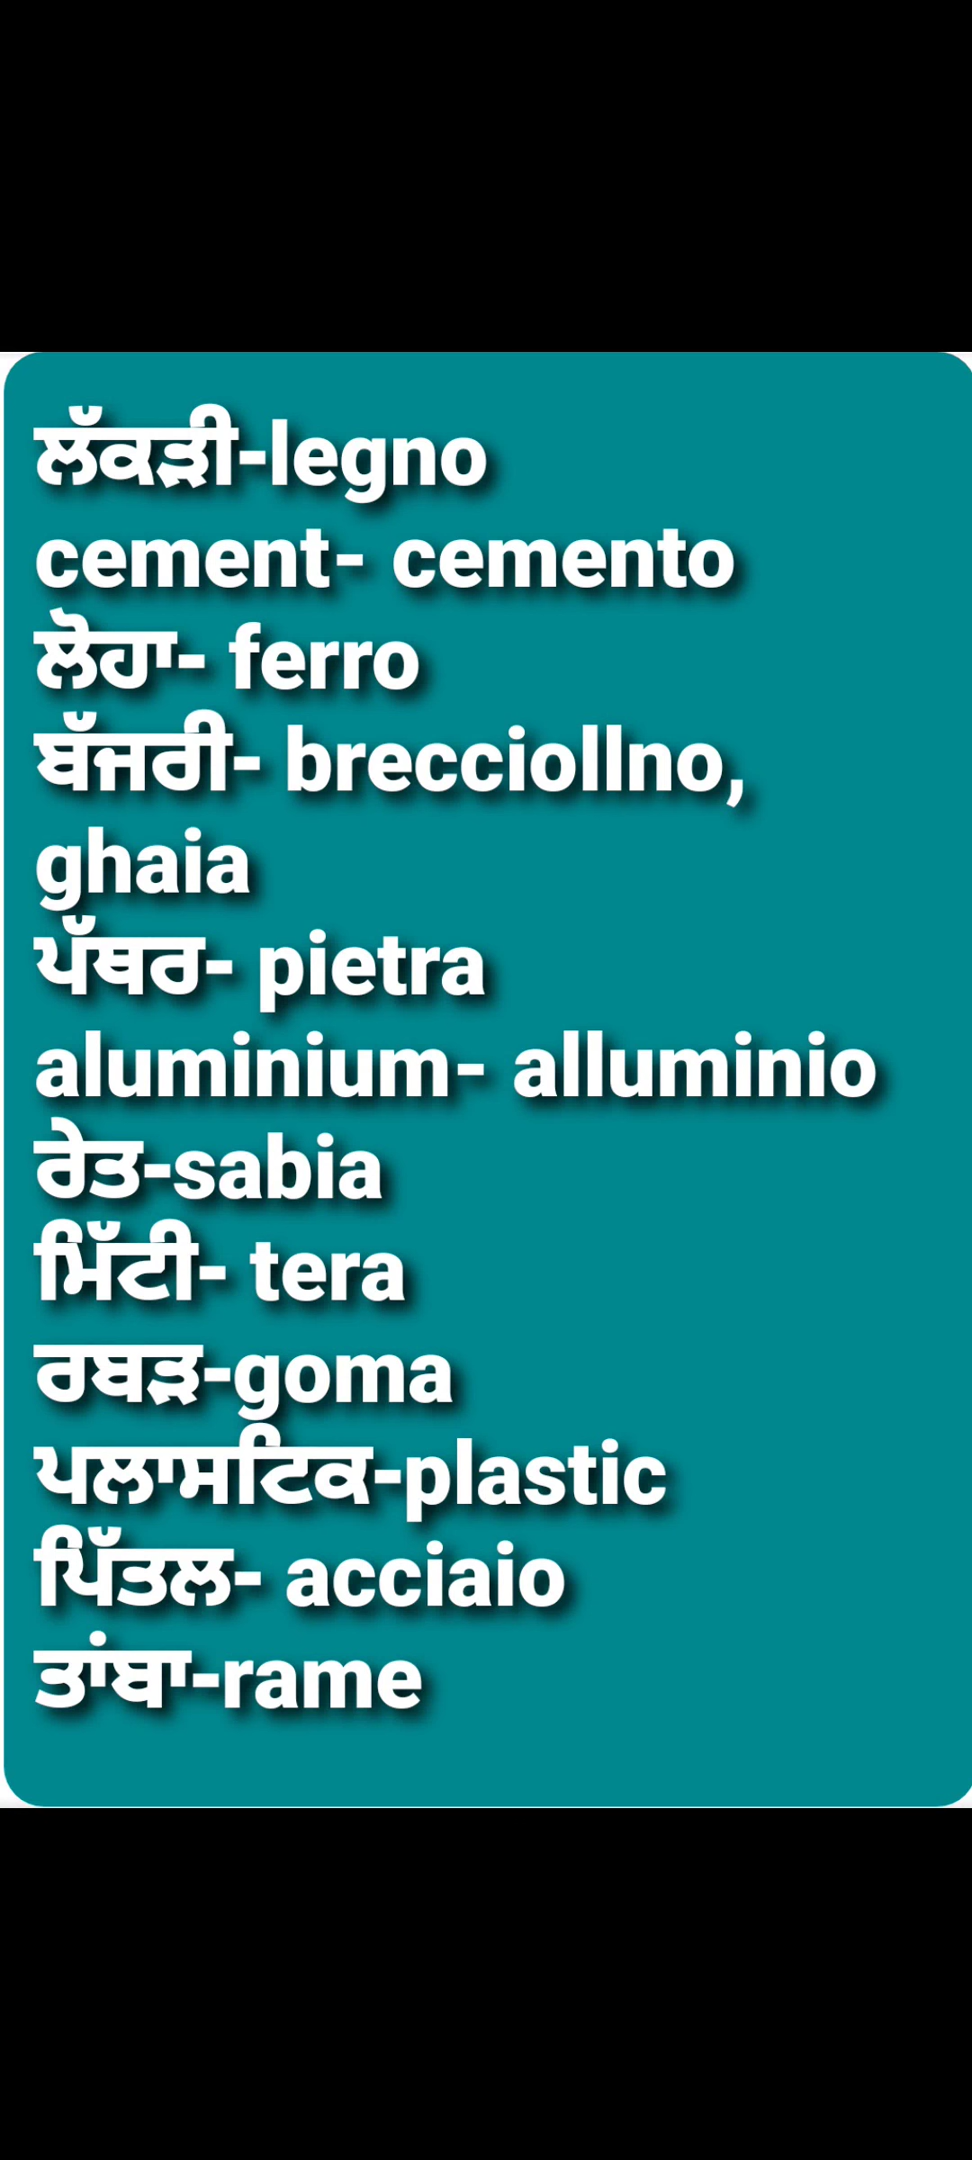 ਲੱਕੜੀ-legno
cement- cemento
ਲੋਹਾ- ferro
ਬੱਜਰੀ- brecciollno,
ghaia
ਪੱਥਰ- pietra
aluminium- alluminio
ਰੇਤ-sabia
ਮਿੱਟੀ- tera
ਰਬੜ-goma
ਪਲਾਸਟਿਕ-plastic
ਪਿੱਤਲ- acciaio
ਤਾਂਬਾ-rame